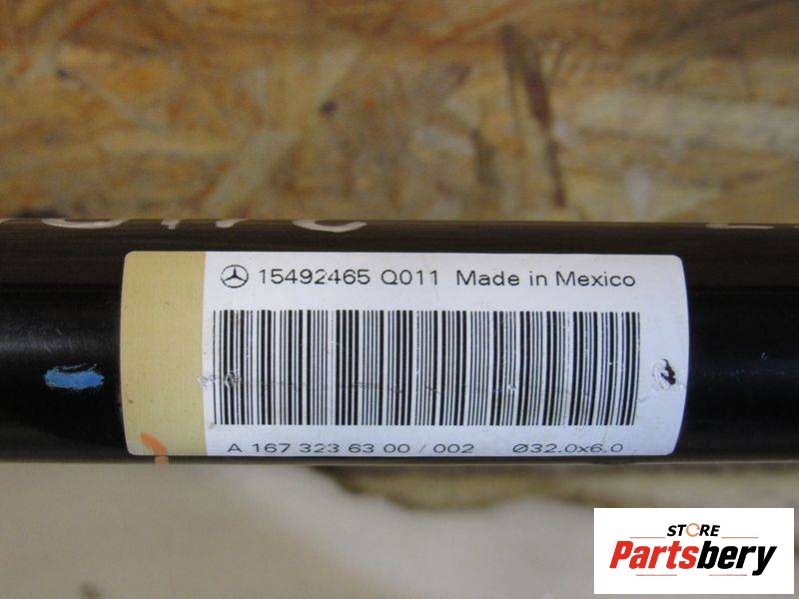 15492465 Q011 Made in Mexico
A 167 323 63 00 / 002 Ø32.0x6.0
STORE
Partsbery